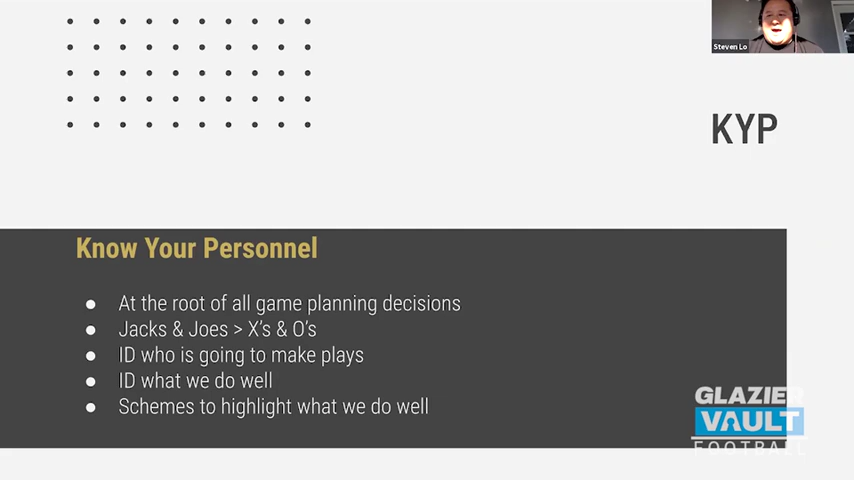 Steven Lo
KYP
Know Your Personnel
● At the root of all game planning decisions
● Jacks & Joes > X's & O's
● ID who is going to make plays
● ID what we do well
● Schemes to highlight what we do well
GLAZIER
VAULT
FOOTBALL